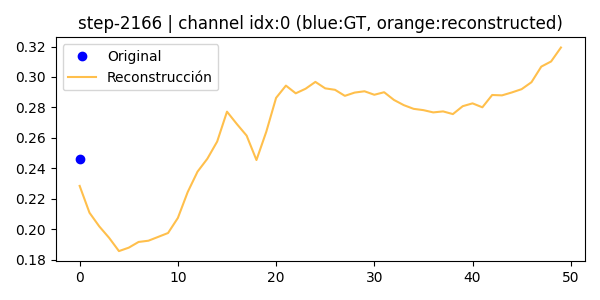 step-2166 | channel idx:0 (blue:GT, orange:reconstructed)
Original
Reconstrucción
0.32
0.30
0.28
0.26
0.24
0.22
0.20
0.18
0 10 20 30 40 50